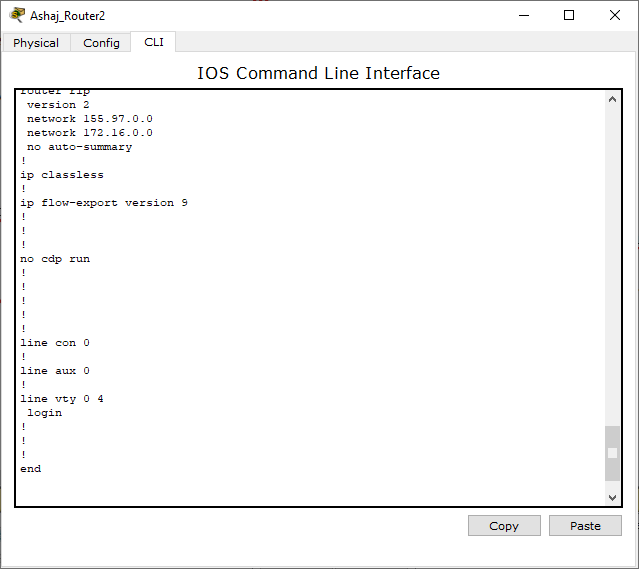 Ashaj_Router2
Physical Config CLI
IOS Command Line Interface
router rip
 version 2
 network 155.97.0.0
 network 172.16.0.0
 no auto-summary
!
ip classless
!
ip flow-export version 9
!
!
!
no cdp run
!
!
!
!
!
line con 0
!
line aux 0
!
line vty 0 4
 login
!
!
!
end
Copy Paste